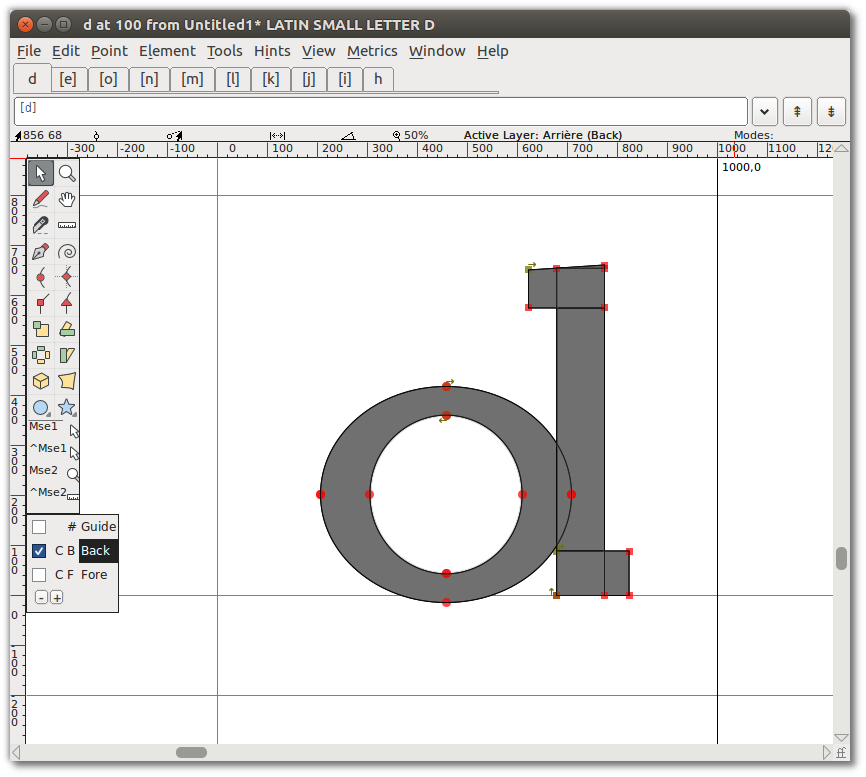 d at 100 from Untitled1* LATIN SMALL LETTER D
File Edit Point Element Tools Hints View Metrics Window Help
d [e] [o] [n] [m] [l] [k] [j] [i] h
[d]
856 68 50% Active Layer: Arrière (Back) Modes:
-300 -200 -100 0 100 200 300 400 500 600 700 800 900 1000 1100 12
1000,0
800
700
600
500
400
300
200
100
0
-100
-200
Mse1
^Mse1
Mse2
^Mse2
# Guide
C B Back
C F Fore
- +
ff